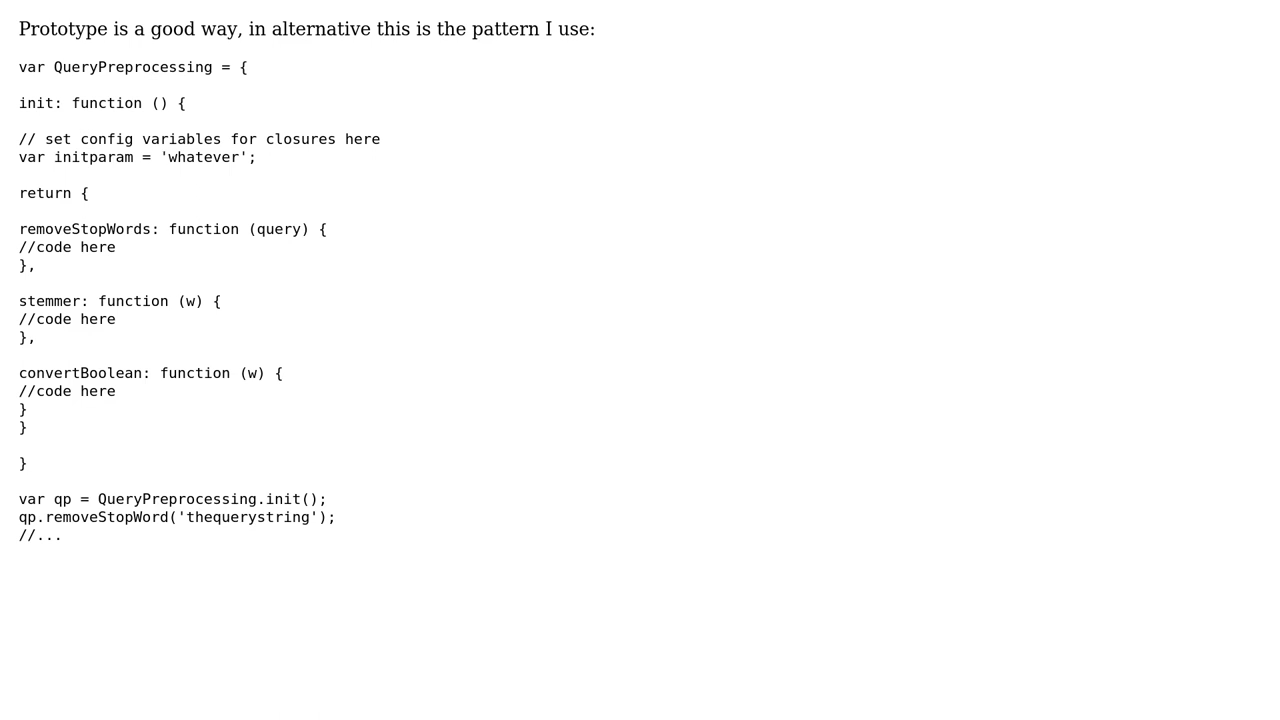 Prototype is a good way, in alternative this is the pattern I use:
var QueryPreprocessing = {
init: function () {
// set config variables for closures here
var initparam = 'whatever';
return {
removeStopWords: function (query) {
//code here
},
stemmer: function (w) {
//code here
},
convertBoolean: function (w) {
//code here
}
}
}
var qp = QueryPreprocessing.init();
qp.removeStopWord('thequerystring');
//...